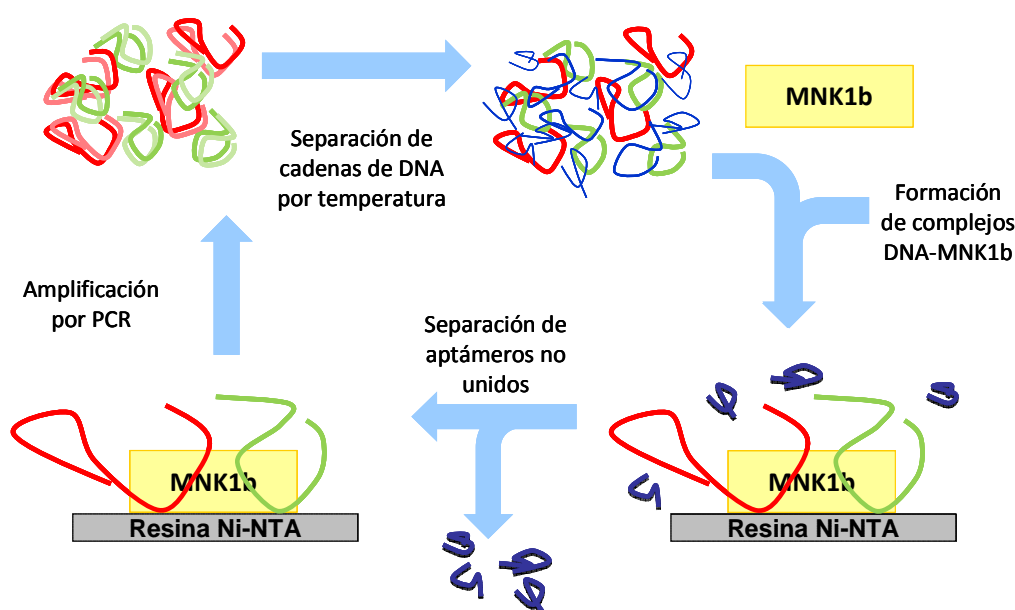 MNK1b
Separación de
cadenas de DNA
por temperatura
Formación
de complejos
DNA-MNK1b
Amplificación
por PCR
Separación de
aptámeros no
unidos
MNK1b
Resina Ni-NTA
MNK1b
Resina Ni-NTA